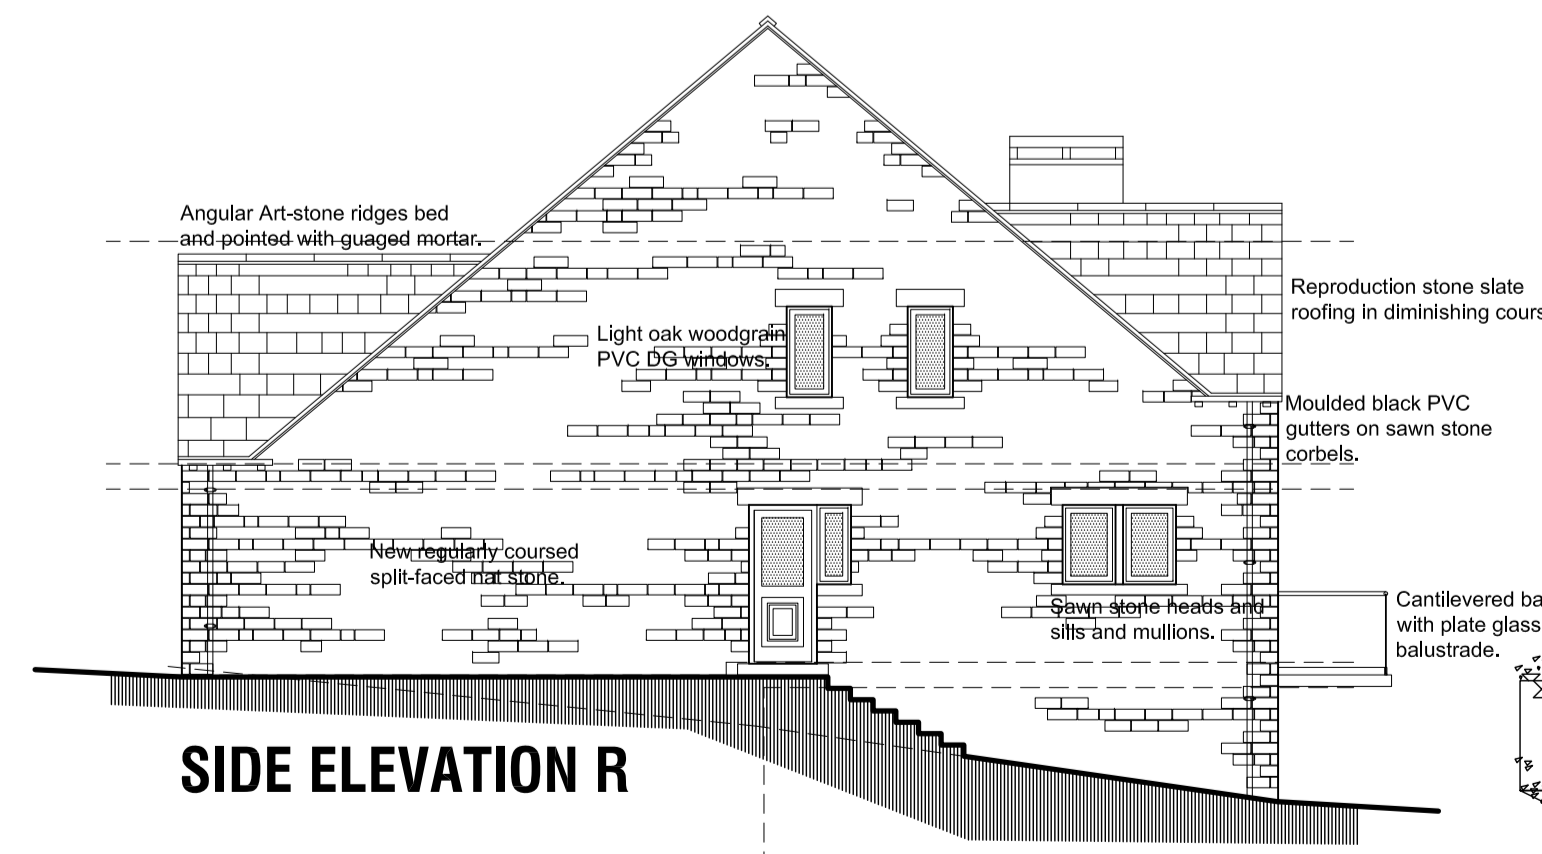 Angular Art-stone ridges bed
and pointed with guaged mortar.
Reproduction stone slate
roofing in diminishing cours
Light oak woodgrain
PVC DG windows.
Moulded black PVC
gutters on sawn stone
corbels.
New regularly coursed
split-faced nat stone.
Sawn stone heads and
sills and mullions.
Cantilevered ba
with plate glass
balustrade.
SIDE ELEVATION R